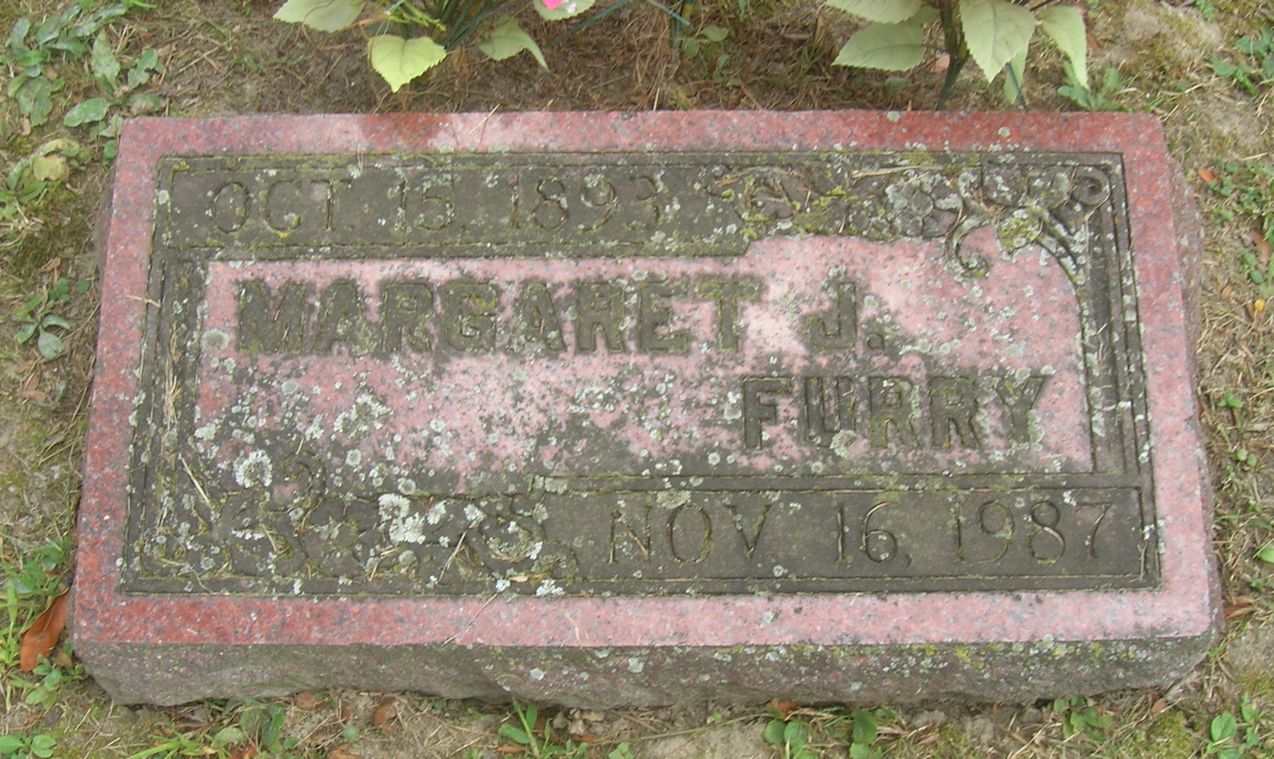 OCT. 15, 1893
MARGARET J.
FURRY
NOV 16, 1987